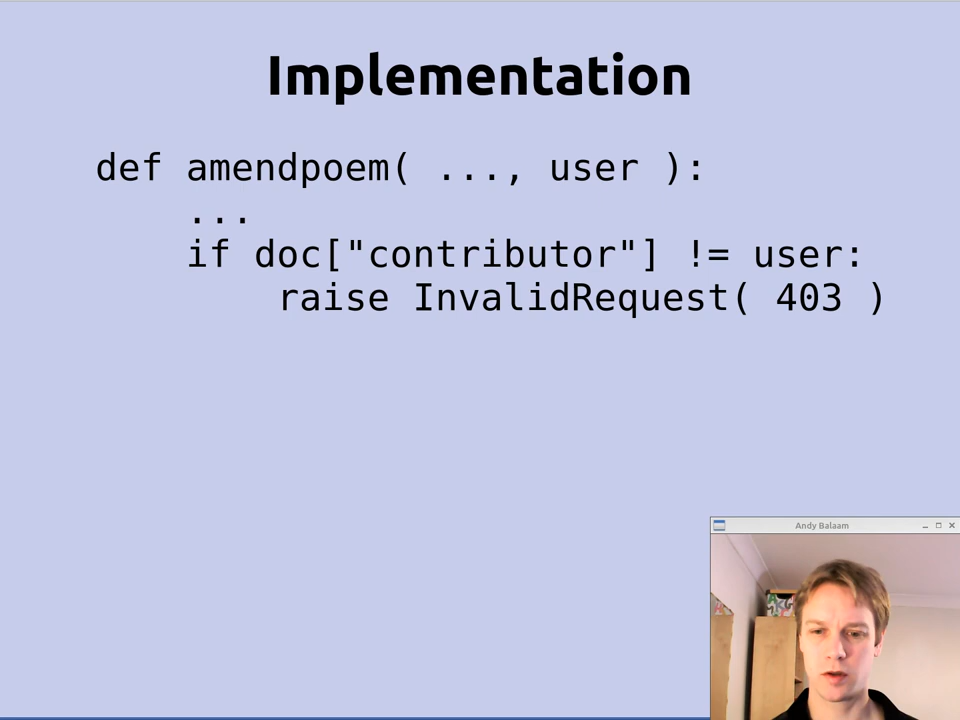 Implementation
def amendpoem( ..., user ):
...
if doc["contributor"] != user:
raise InvalidRequest( 403 )
Andy Balaam